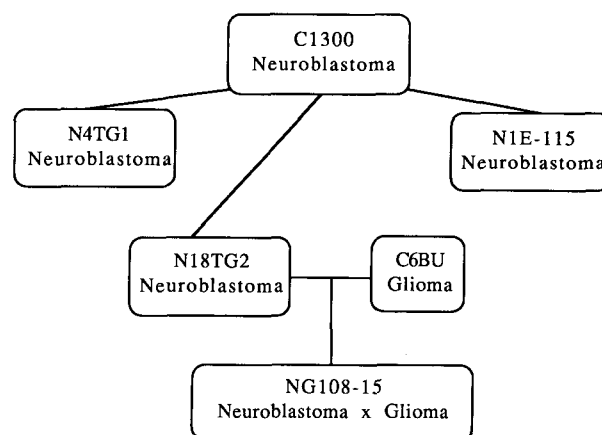 C1300
Neuroblastoma
N4TG1
Neuroblastoma
N1E-115
Neuroblastoma
N18TG2
Neuroblastoma
C6BU
Glioma
NG108-15
Neuroblastoma x Glioma